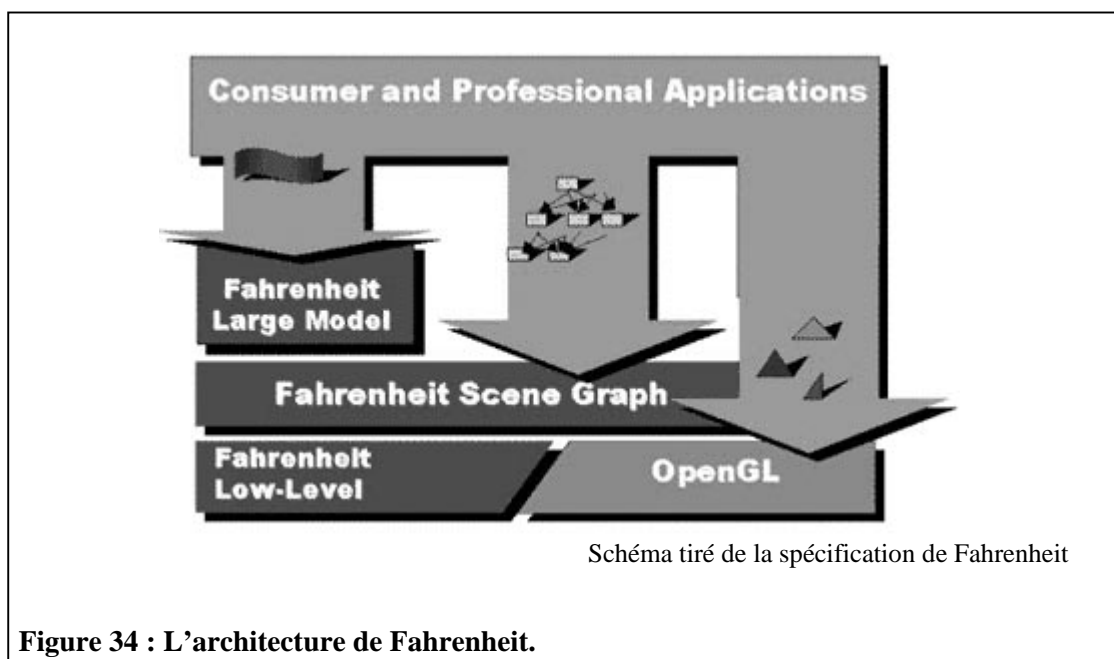 Consumer and Professional Applications
Fahrenheit
Large Model
Fahrenheit Scene Graph
Fahrenheit
Low-Level
OpenGL
Schéma tiré de la spécification de Fahrenheit
Figure 34 : L’architecture de Fahrenheit.